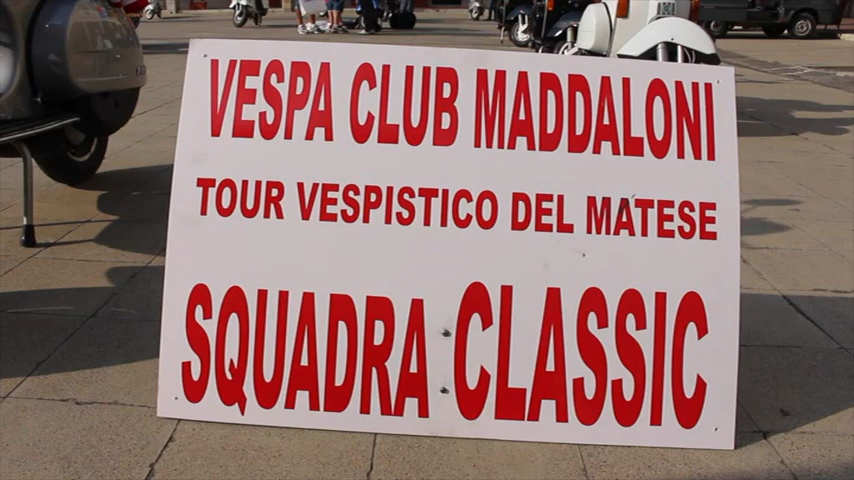 VESPA CLUB MADDALONI
TOUR VESPISTICO DEL MATESE
SQUADRA CLASSIC